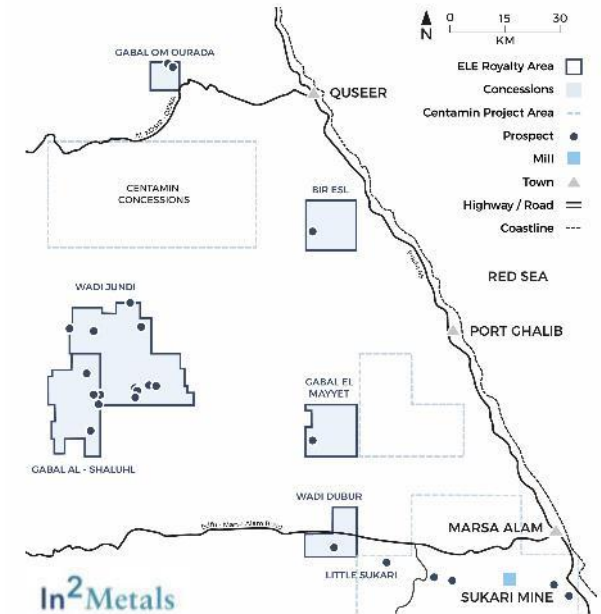 GABAL OM OURADA
N
0 15 30
KM
ELE Royalty Area
Concessions
Centamin Project Area
Prospect
Mill
Town
Highway / Road
Coastline
QUSEER
CENTAMIN
CONCESSIONS
BIR ESL
RED SEA
WADI JUNDI
PORT GHALIB
GABAL EL
MAYYET
GABAL AL - SHALUHL
WADI DUBUR
MARSA ALAM
LITTLE SUKARI
SUKARI MINE
In2Metals